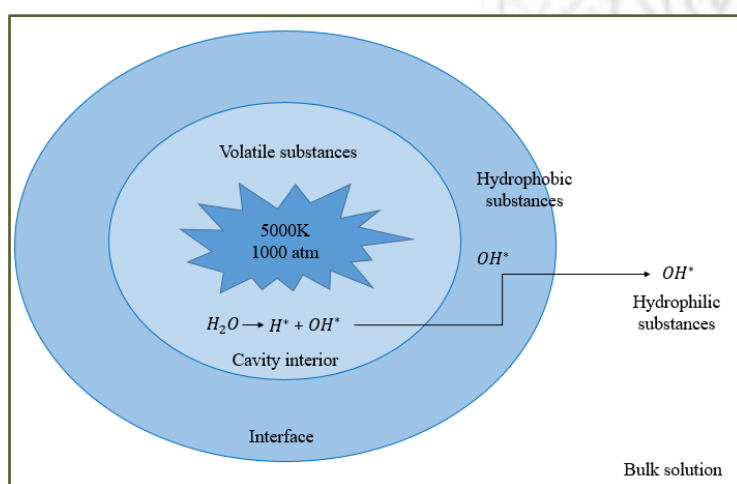 Volatile substances
Hydrophobic
substances
5000K
1000 atm
OH*
OH*
Hydrophilic
substances
H₂O → H* + OH*
Cavity interior
Interface
Bulk solution